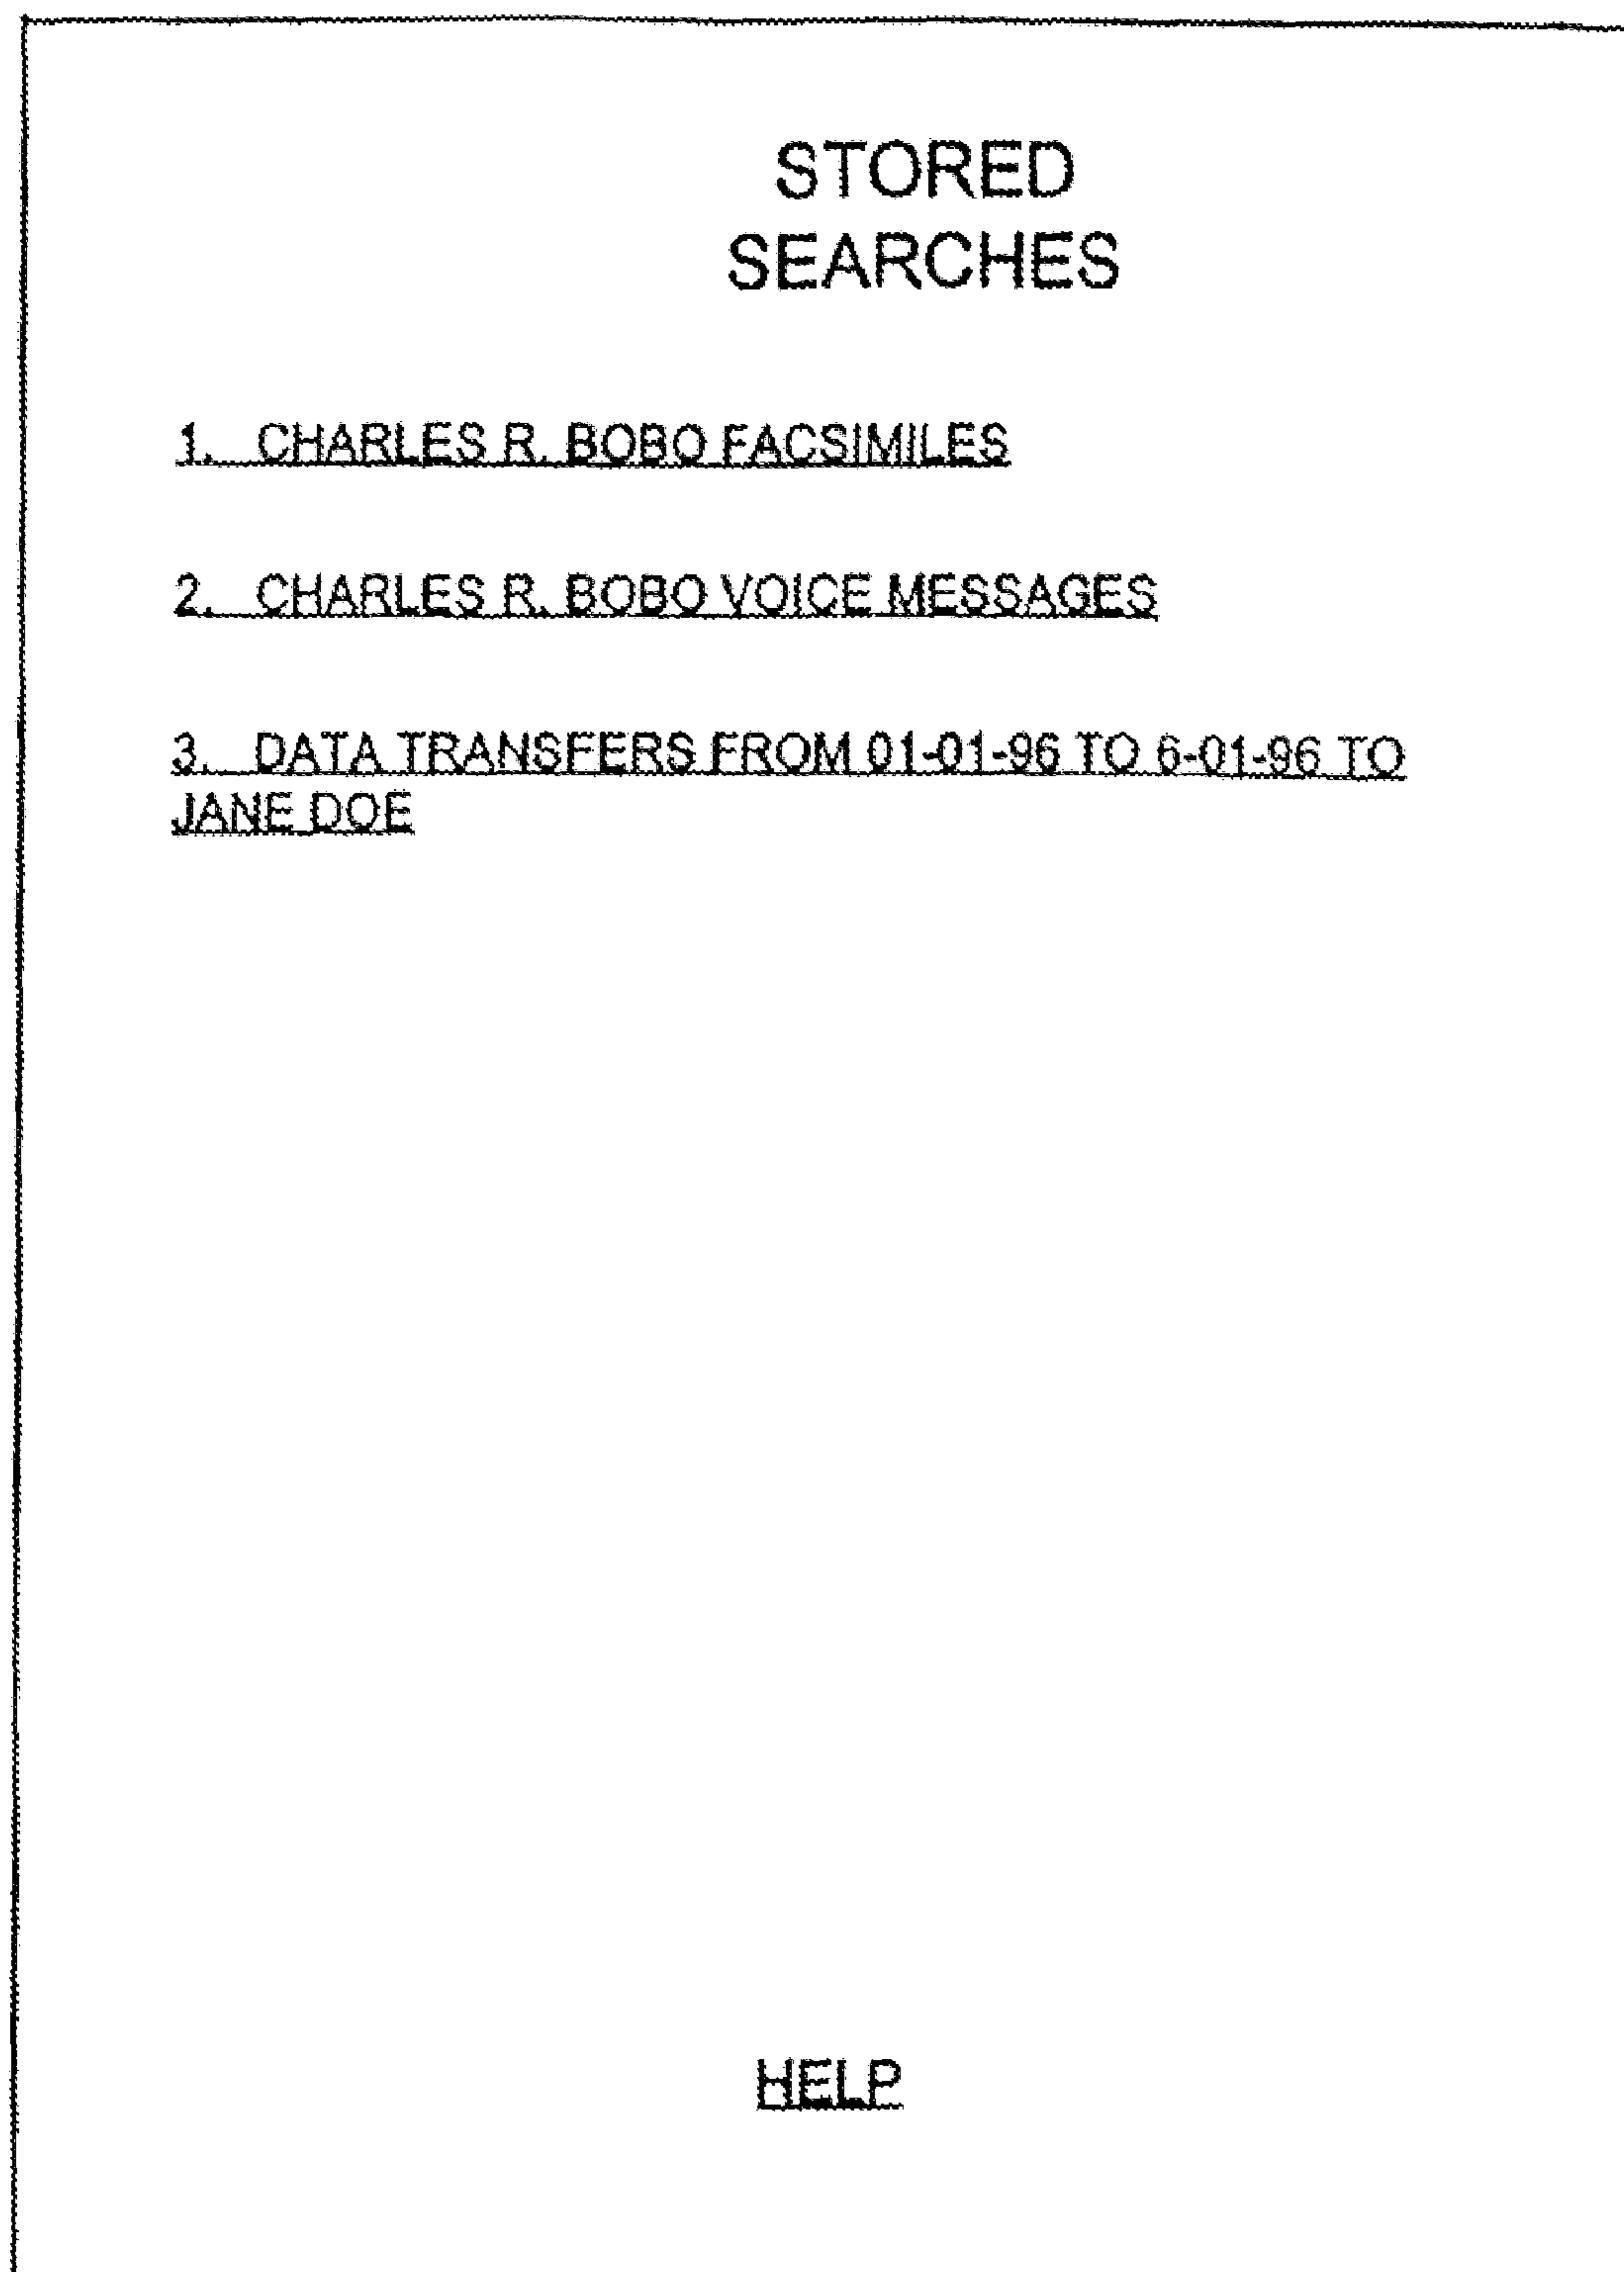 STORED
SEARCHES
1. CHARLES R. BOBO FACSIMILES
2. CHARLES R. BOBO VOICE MESSAGES
3. DATA TRANSFERS FROM 01-01-96 TO 6-01-96 TO
JANE DOE
HELP